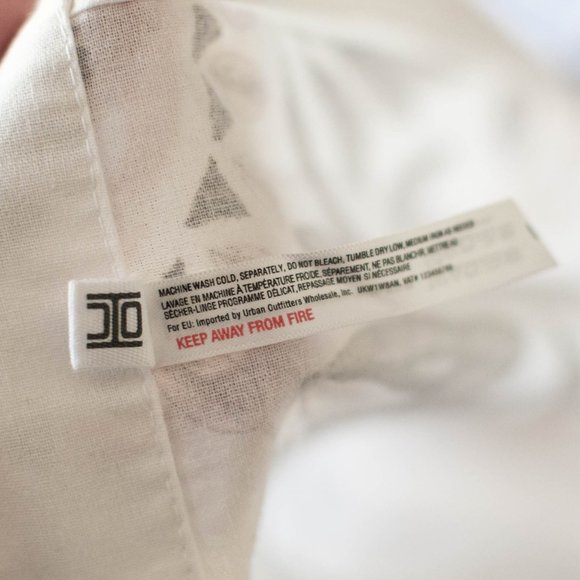 MACHINE WASH COLD, SEPARATELY, DO NOT BLEACH, TUMBLE DRY LOW, MEDIUM IRON AS NEEDED
LAVAGE EN MACHINE À TEMPÉRATURE FROIDE, SÉPAREMENT, NE PAS BLANCHIR, METTRE AU
SÉCHER-LINGE PROGRAMME DÉLICAT, REPASSAGE MOYEN SI NÉCESSAIRE
For EU: Imported by Urban Outfitters Wholesale, Inc.
KEEP AWAY FROM FIRE